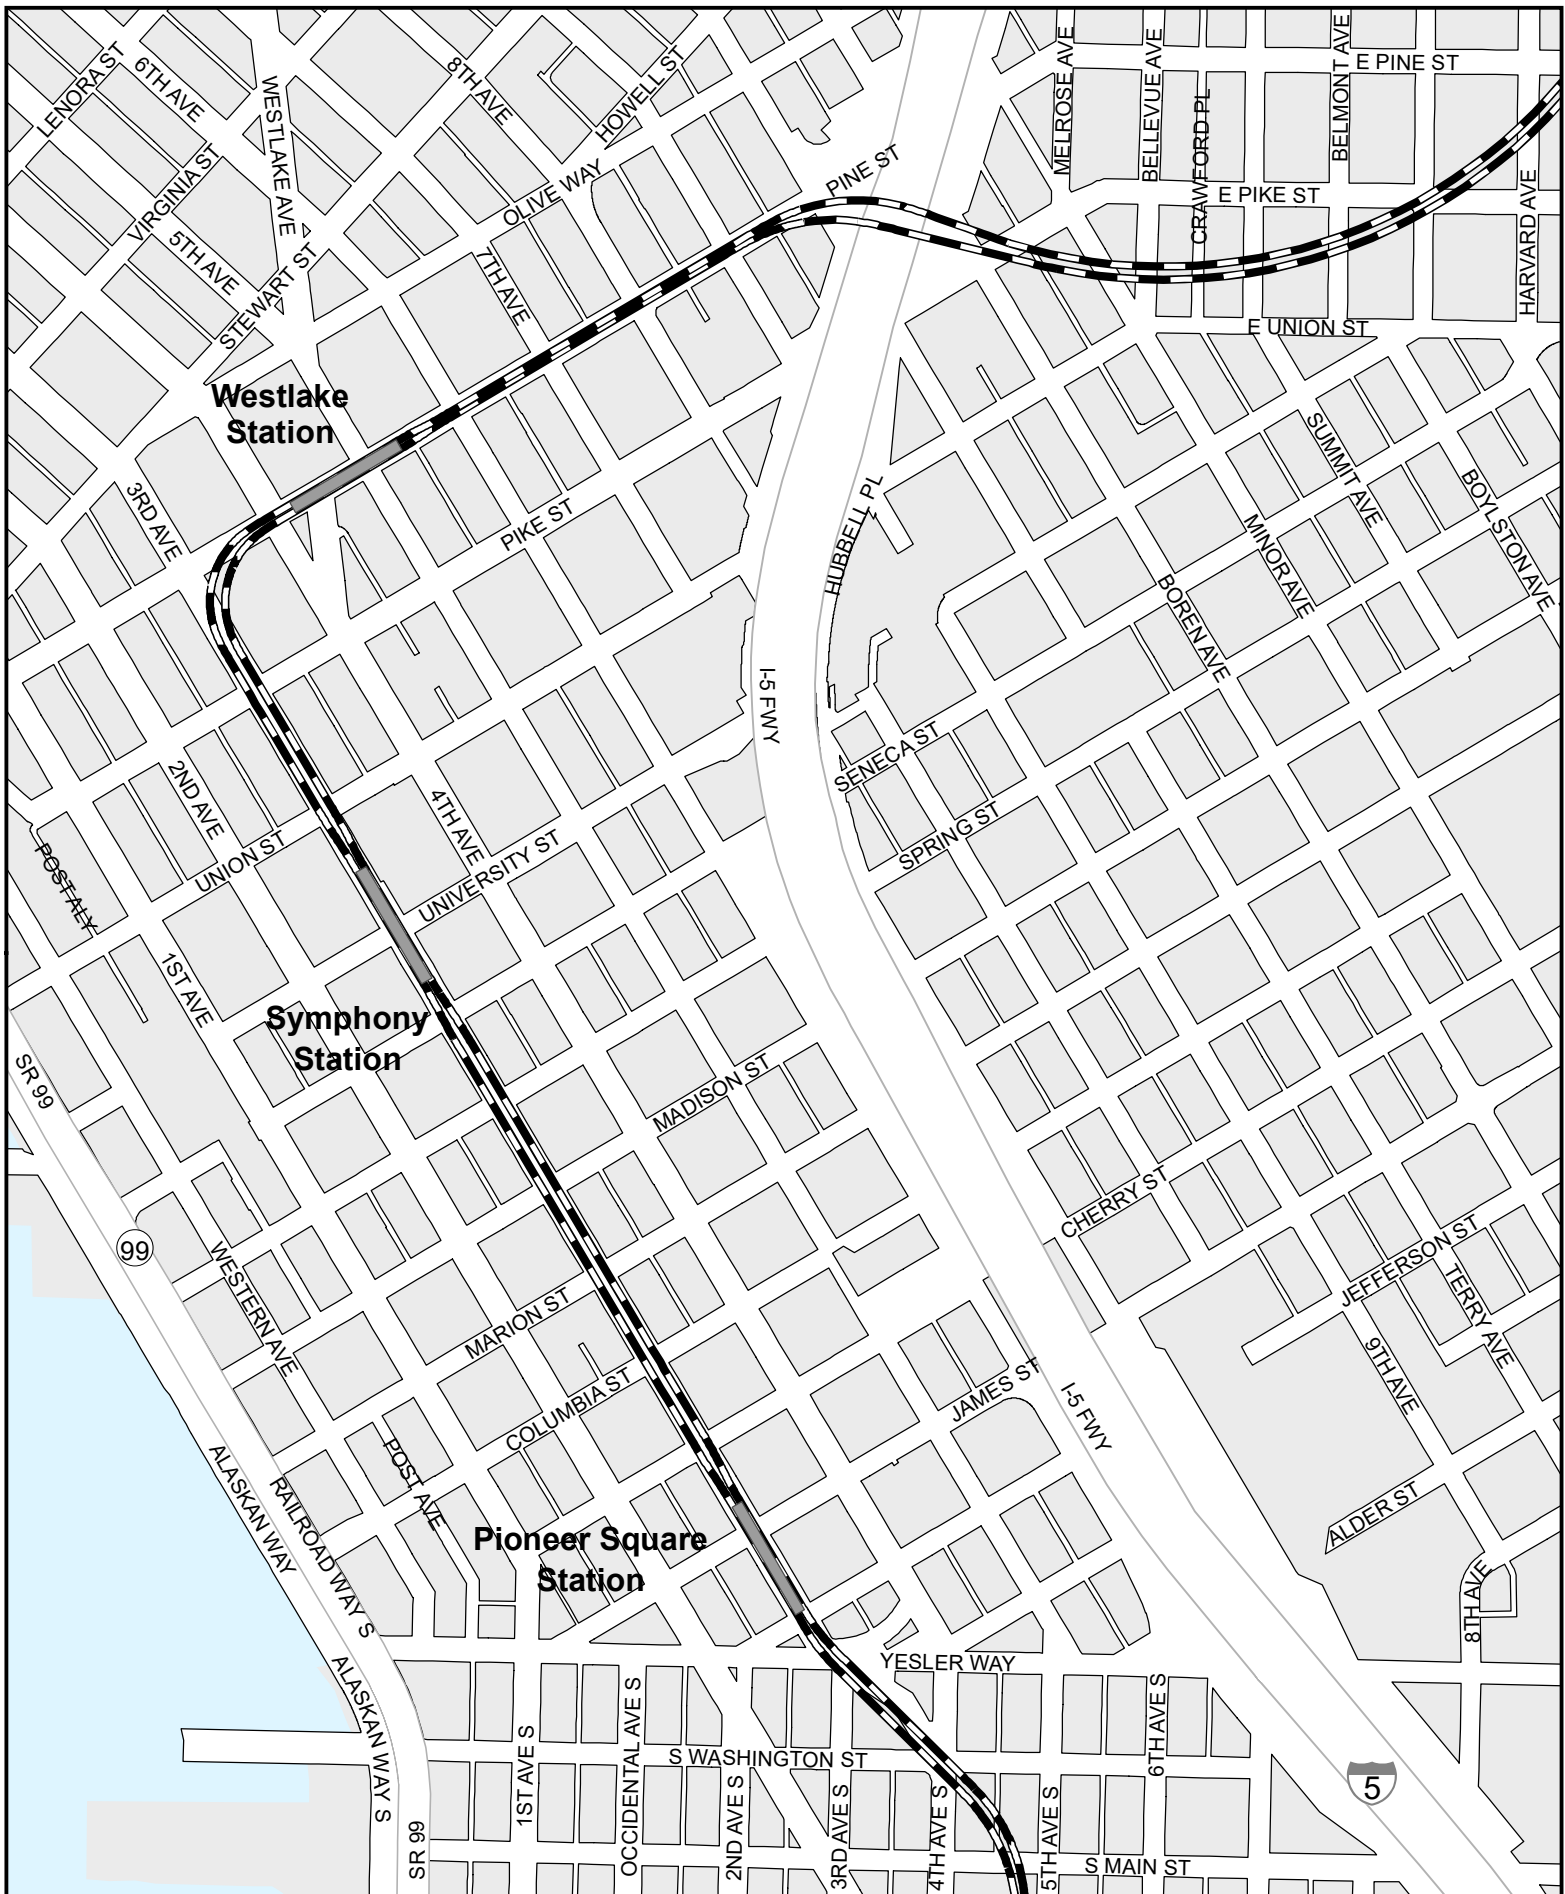 LENORA ST
6TH AVE
WESTLAKE AVE
8TH AVE
HOWELL ST
MELROSE AVE
BELLEVUE AVE
CRAWFORD PL
BELMONT AVE
E PINE ST
VIRGINIA ST
OLIVE WAY
PINE ST
E PIKE ST
HARVARD AVE
5TH AVE
STEWART ST
7TH AVE
E UNION ST
Westlake
Station
3RD AVE
PIKE ST
HUBBELL PL
SUMMIT AVE
BOYLSTON AVE
MINOR AVE
BOREN AVE
I-5 FWY
SENECA ST
2ND AVE
4TH AVE
SPRING ST
POST ALY
UNION ST
UNIVERSITY ST
1ST AVE
Symphony
Station
SR 99
MADISON ST
CHERRY ST
99
WESTERN AVE
JEFFERSON ST
TERRY AVE
MARION ST
9TH AVE
COLUMBIA ST
JAMES ST
I-5 FWY
POST AVE
ALASKAN WAY
RAILROAD WAY S
ALDER ST
Pioneer Square
Station
8TH AVE
YESLER WAY
ALASKAN WAY S
1ST AVE S
OCCIDENTAL AVE S
S WASHINGTON ST
6TH AVE S
5
2ND AVE S
3RD AVE S
4TH AVE S
5TH AVE S
SR 99
S MAIN ST